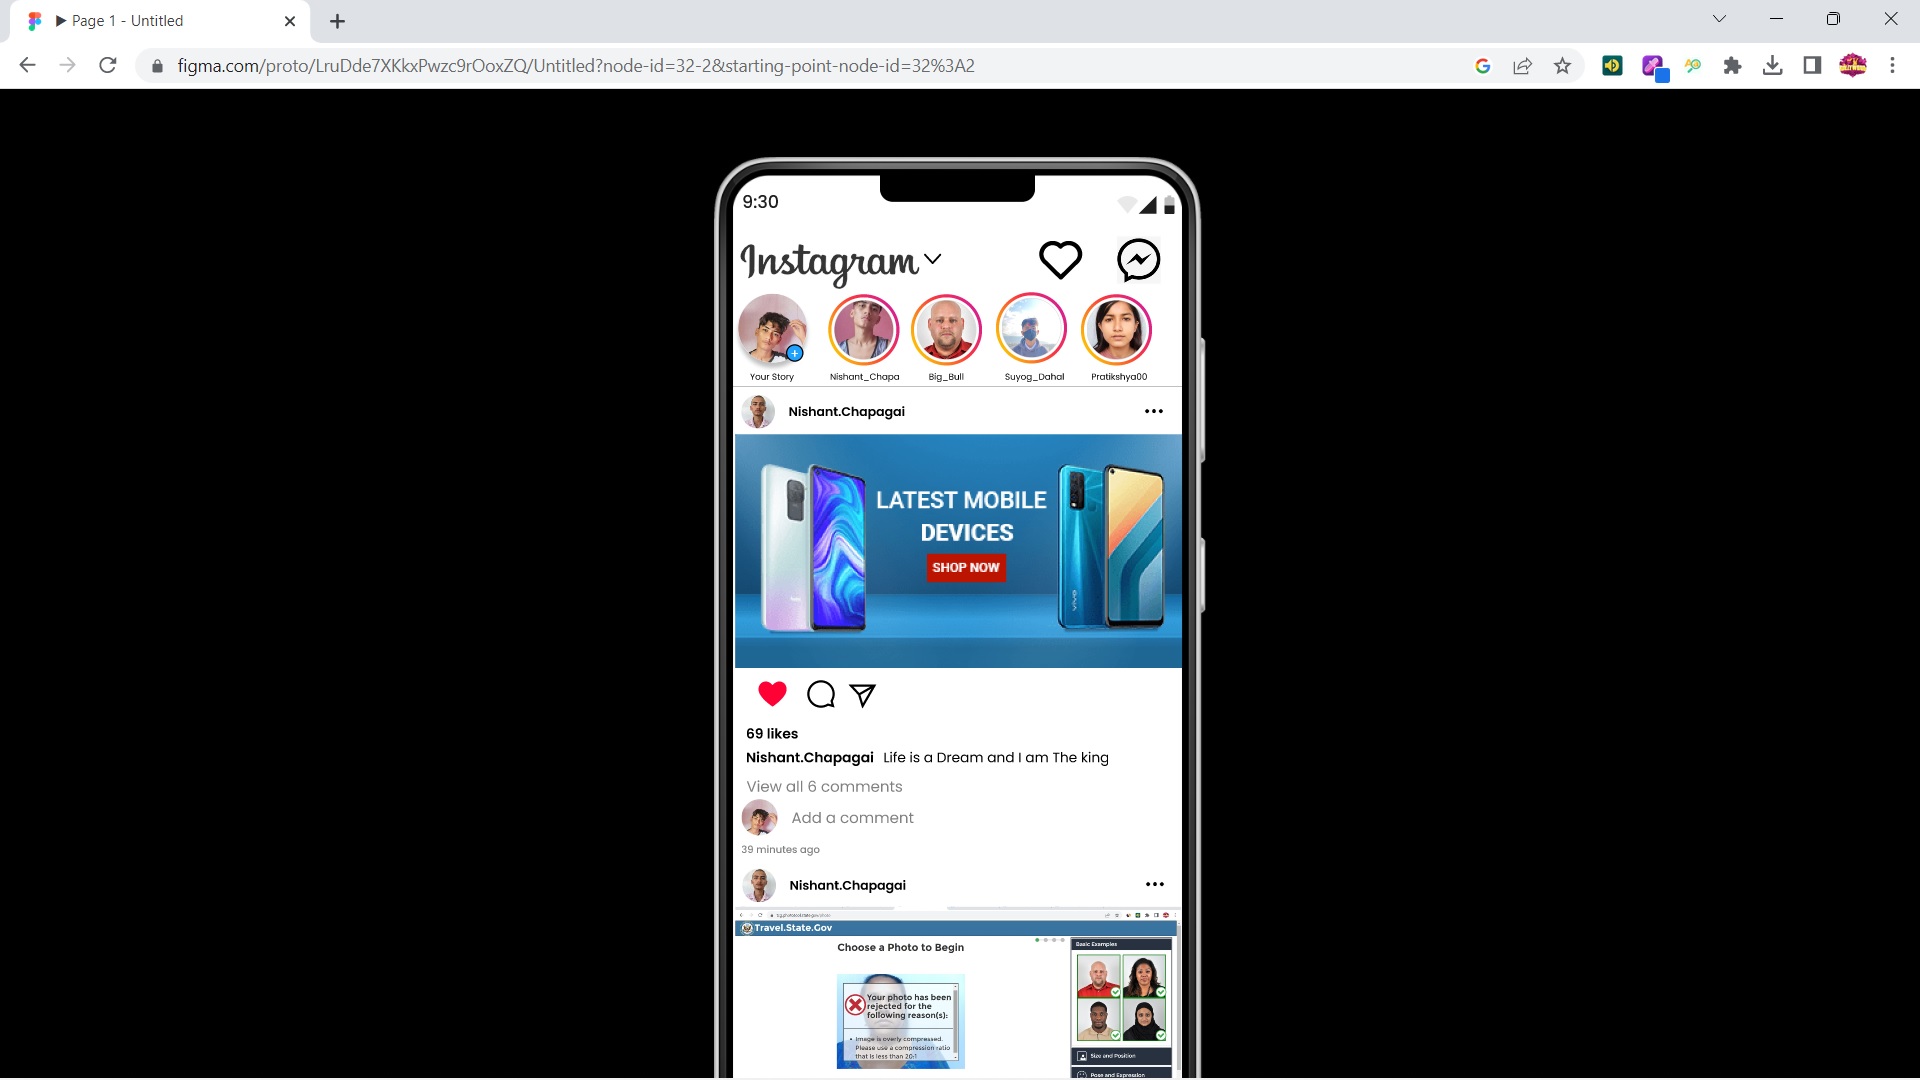 Page 1 - Untitled
figma.com/proto/LruDde7XKkxPwzc9rOoxZQ/Untitled?node-id=32-2&starting-point-node-id=32%3A2
9:30
Instagram
Your Story
Nishant_Chapa
Big_Bull
Suyog_Dahal
Pratikshya00
Nishant.Chapagai
LATEST MOBILE
DEVICES
SHOP NOW
vivo
69 likes
Nishant.Chapagai Life is a Dream and I am The king
View all 6 comments
Add a comment
39 minutes ago
Nishant.Chapagai
Travel.State.Gov
Choose a Photo to Begin
Basic Examples
Your photo has been
rejected for the
following reason(s):
Image is overly compressed.
Please use a compression ratio
that is less than 20:1
Size and Position
Pose and Expression